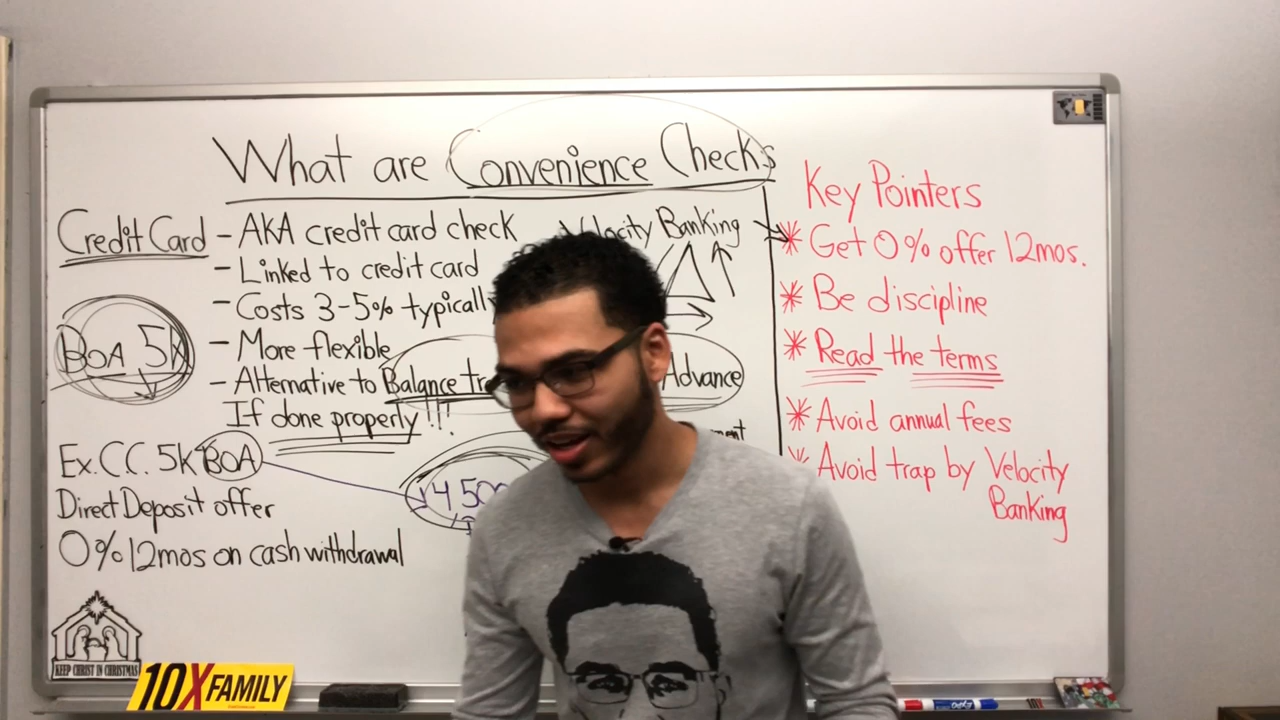 What are Convenience Checks
Credit Card - AKA credit card check
Velocity Banking
- Linked to credit card
- Costs 3-5% typically
BOA 5K
- More flexible
- Alternative to Balance
Advance
If done properly!!!
Ex. C.C. 5K BOA
Direct Deposit offer
0% 12mos on cash withdrawal
Key Pointers
* Get 0% offer 12mos.
* Be discipline
* Read the terms
* Avoid annual fees
* Avoid trap by Velocity
Banking
KEEP CHRIST IN CHRISTMAS
10XFAMILY
expo